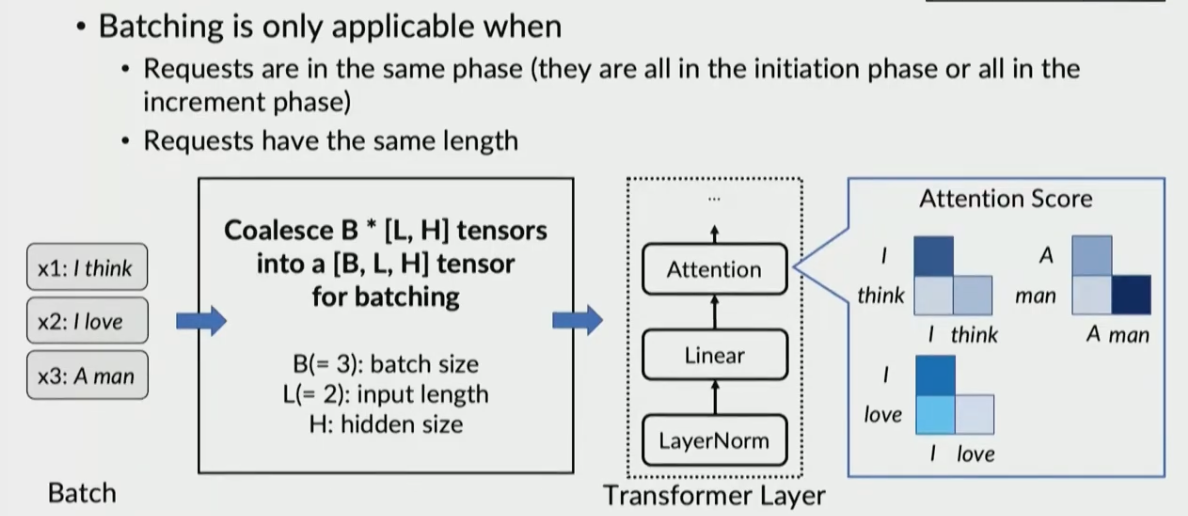 • Batching is only applicable when
• Requests are in the same phase (they are all in the initiation phase or all in the
increment phase)
• Requests have the same length
x1: I think
x2: I love
x3: A man
Batch
Coalesce B * [L, H] tensors
into a [B, L, H] tensor
for batching
B(= 3): batch size
L(= 2): input length
H: hidden size
...
Attention
Linear
LayerNorm
Transformer Layer
Attention Score
I
think
I think
A
man
A man
I
love
I love